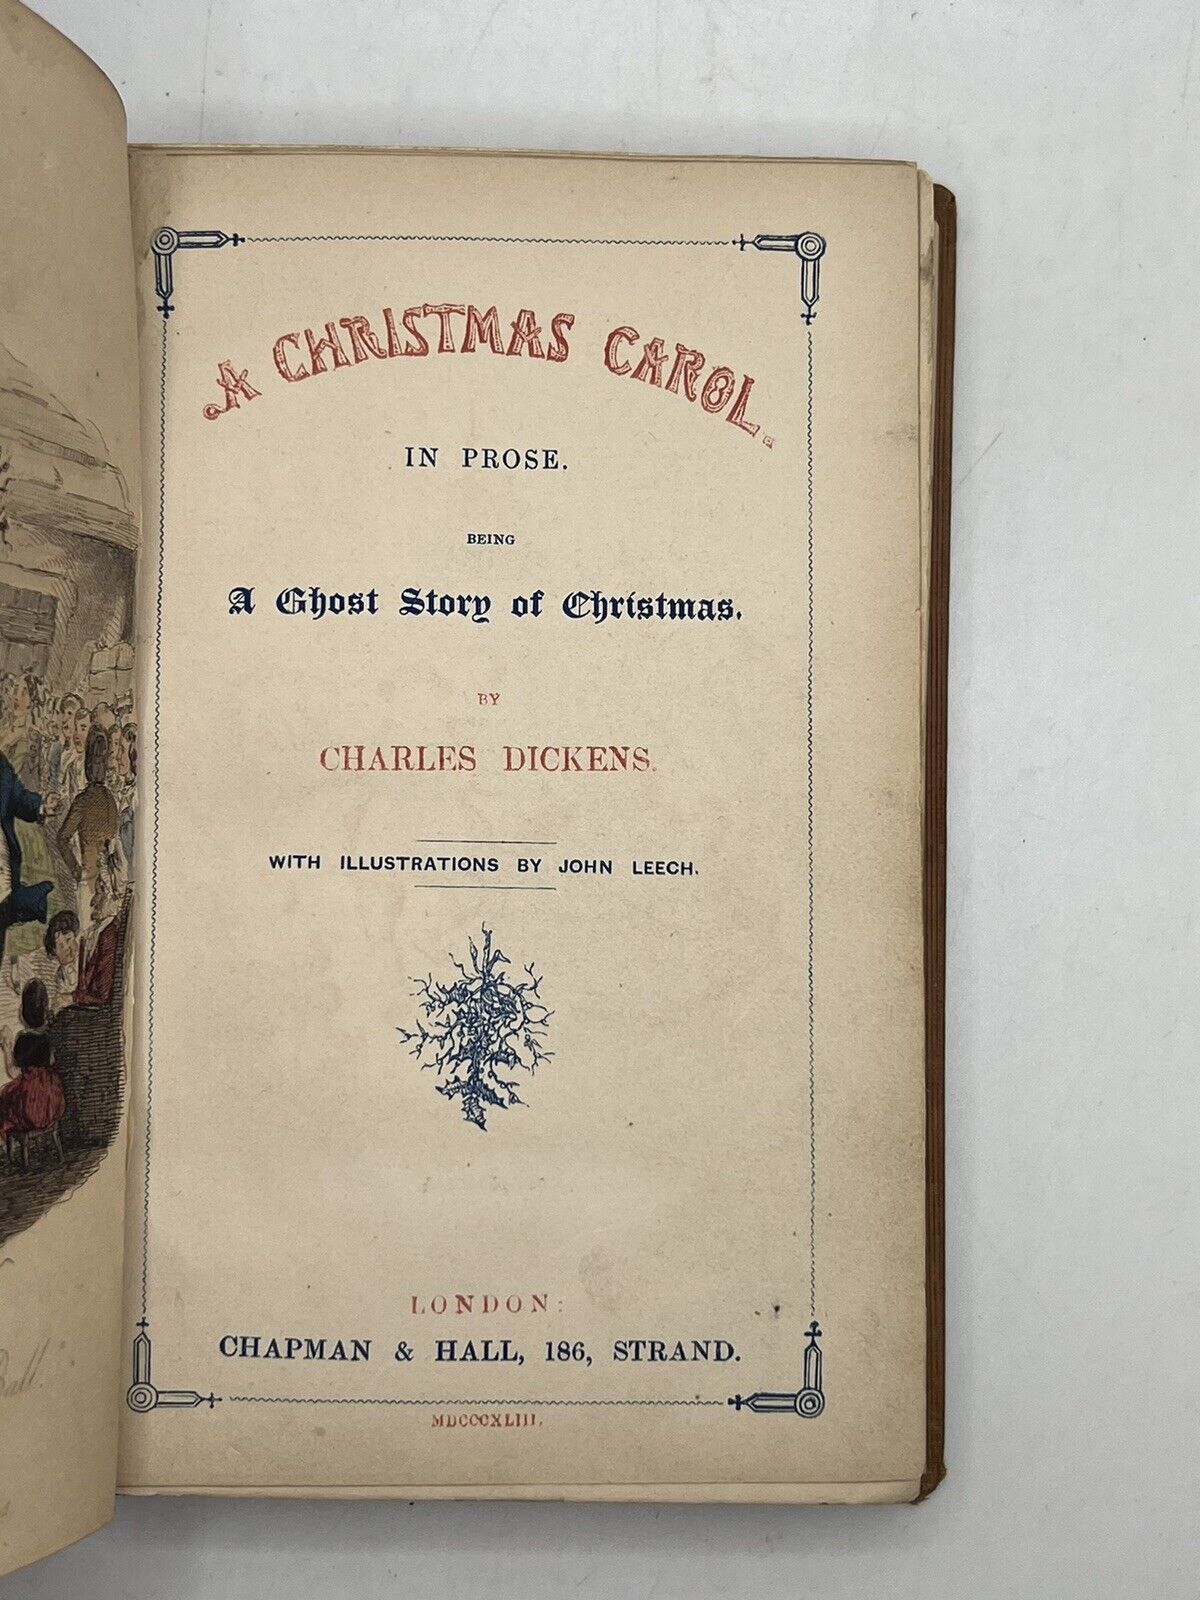 A CHRISTMAS CAROL.
IN PROSE.
BEING
A Ghost Story of Christmas.
BY
CHARLES DICKENS.
WITH ILLUSTRATIONS BY JOHN LEECH.
LONDON:
CHAPMAN & HALL, 186, STRAND.
MDCCCXLIII.
Ball."